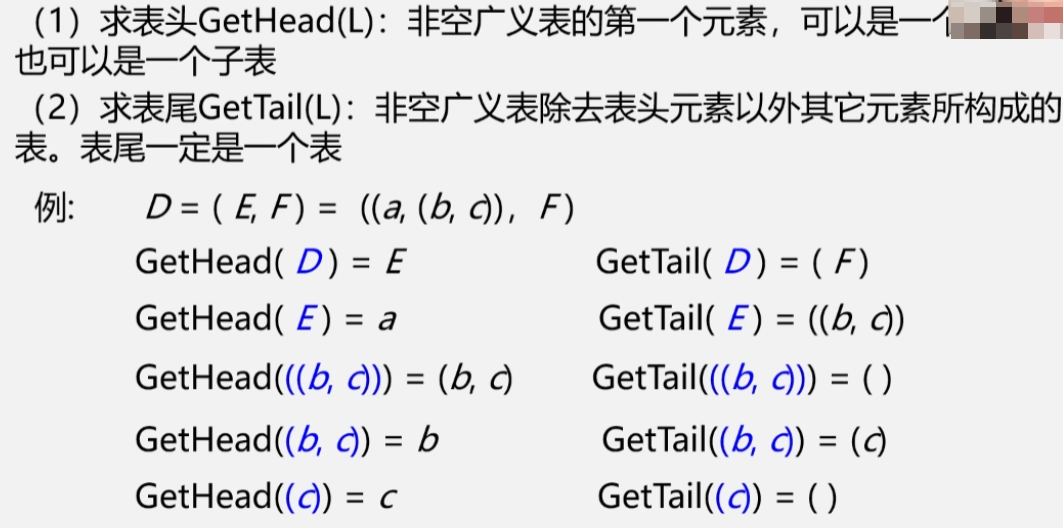 （1）求表头GetHead(L)：非空广义表的第一个元素，可以是一
也可以是一个子表
（2）求表尾GetTail(L)：非空广义表除去表头元素以外其它元素所构成的
表。表尾一定是一个表
例: D = ( E, F ) = ((a, (b, c)), F )
GetHead( D ) = E GetTail( D ) = ( F )
GetHead( E ) = a GetTail( E ) = ((b, c))
GetHead(((b, c))) = (b, c) GetTail(((b, c))) = ( )
GetHead((b, c)) = b GetTail((b, c)) = (c)
GetHead((c)) = c GetTail((c)) = ( )